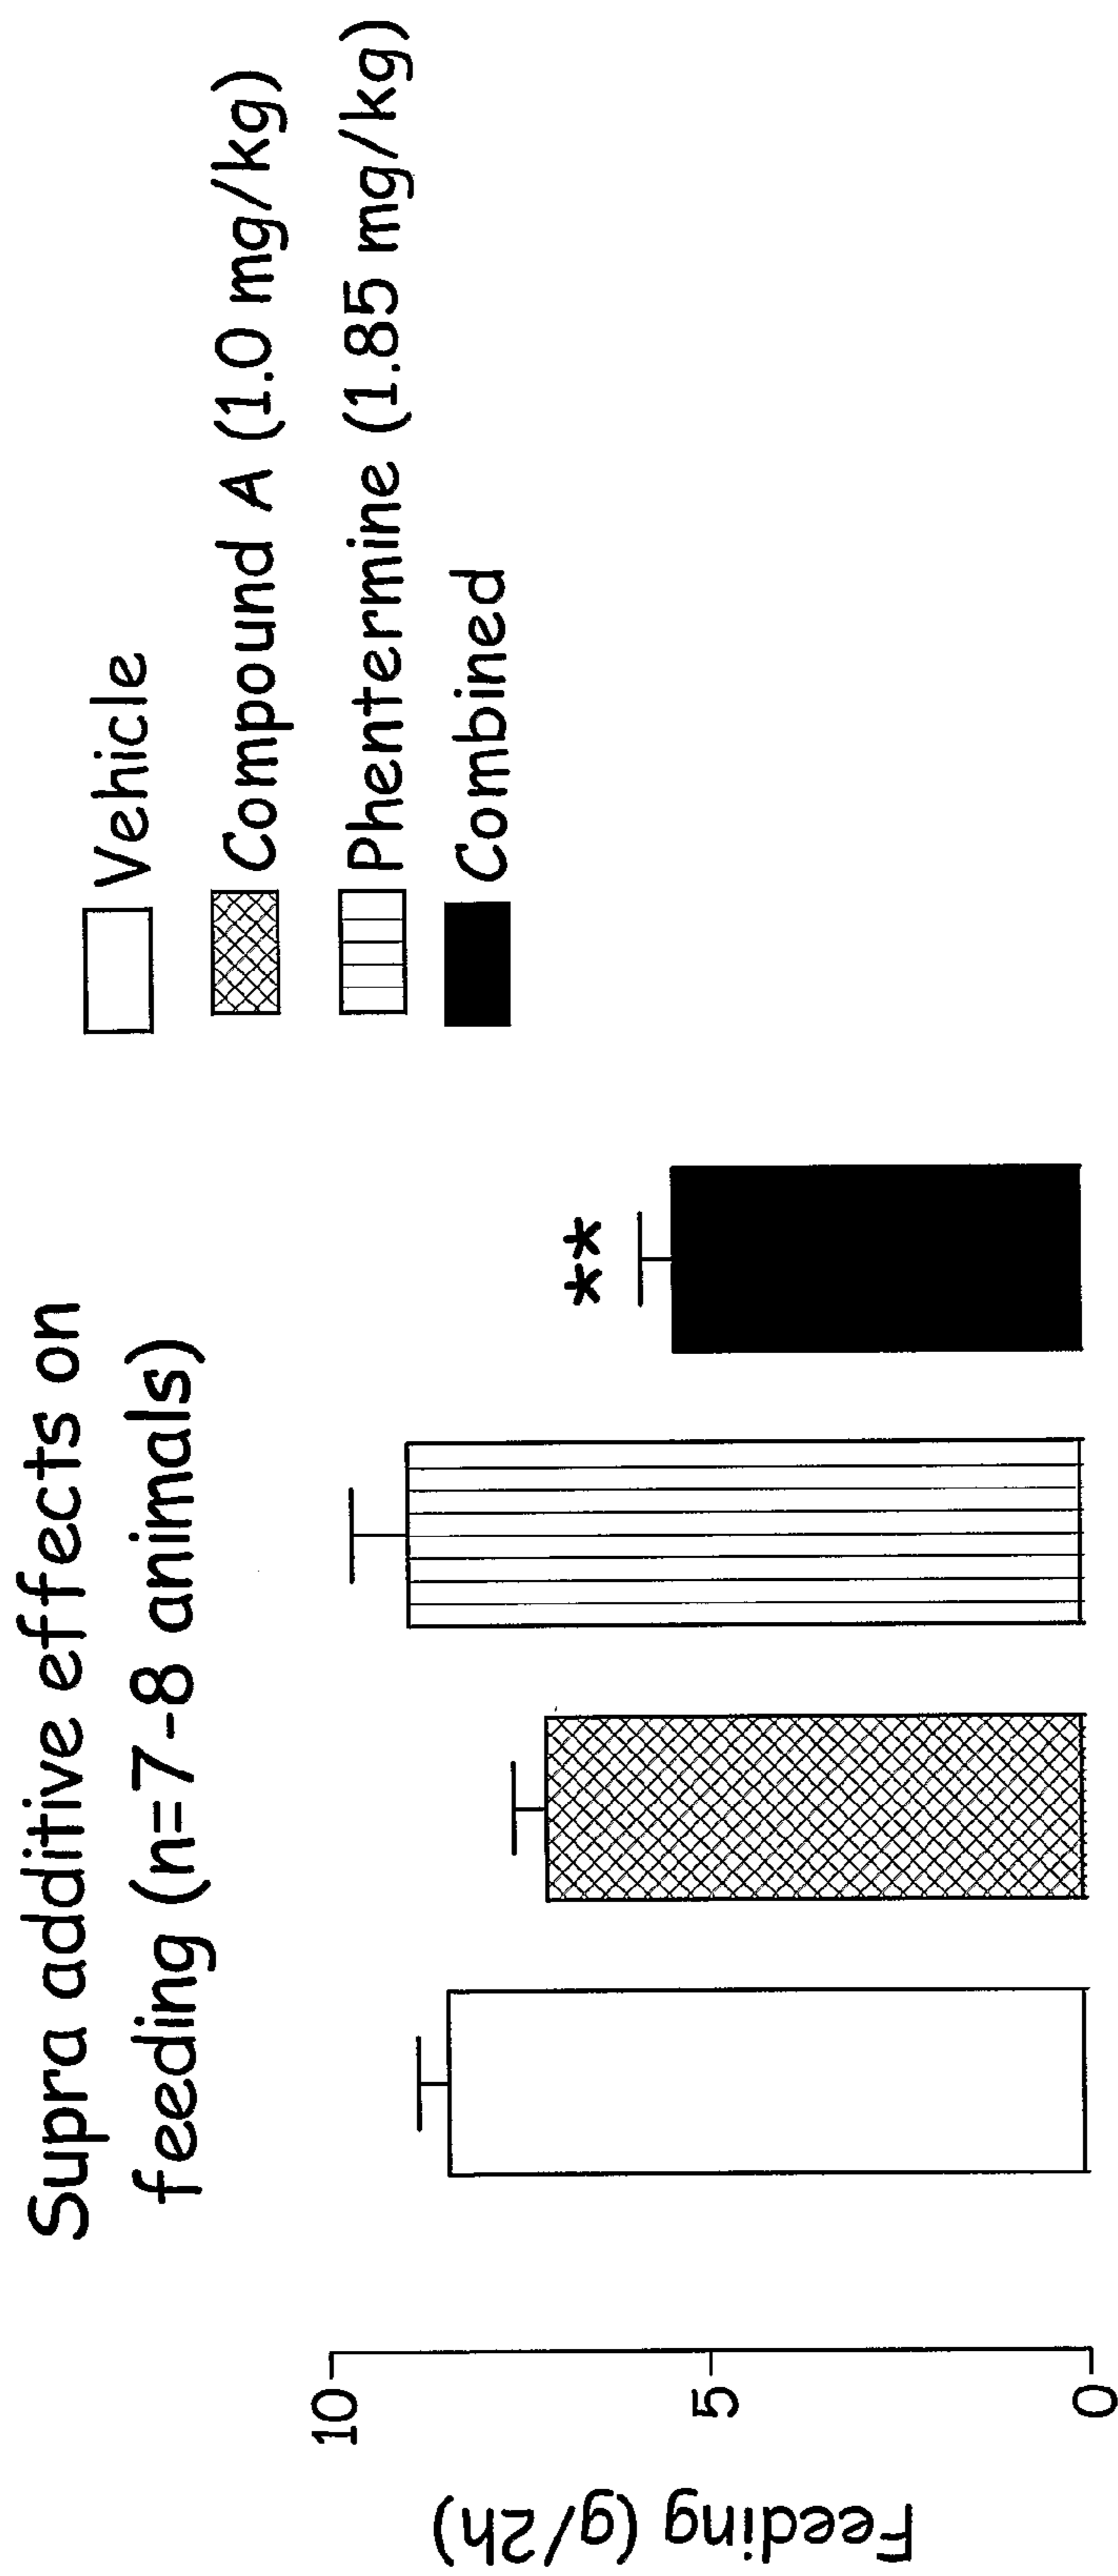 Supra additive effects on
feeding (n=7-8 animals)
Vehicle
Compound A (1.0 mg/kg)
Phentermine (1.85 mg/kg)
Combined
**
10
5
0
Feeding (g/2h)